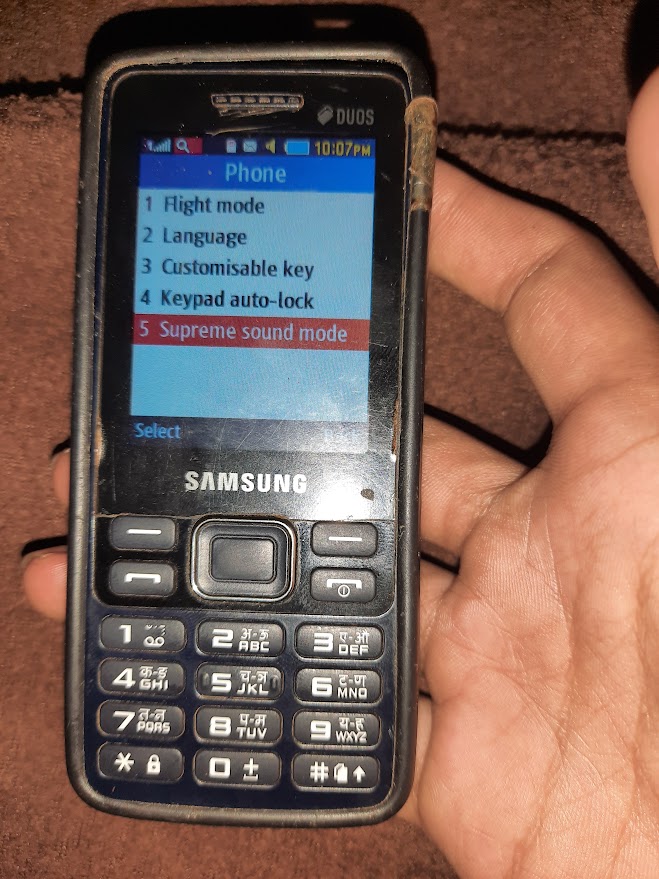 DUOS
10:07PM
Phone
1 Flight mode
2 Language
3 Customisable key
4 Keypad auto-lock
5 Supreme sound mode
Select
SAMSUNG
1
2 अ-ऊ ABC
3 ए-औ DEF
4 क-ङ GHI
5 च-ञ JKL
6 ट-ण MNO
7 त-न PQRS
8 प-म TUV
9 य-ह WXYZ
* 0 ± #